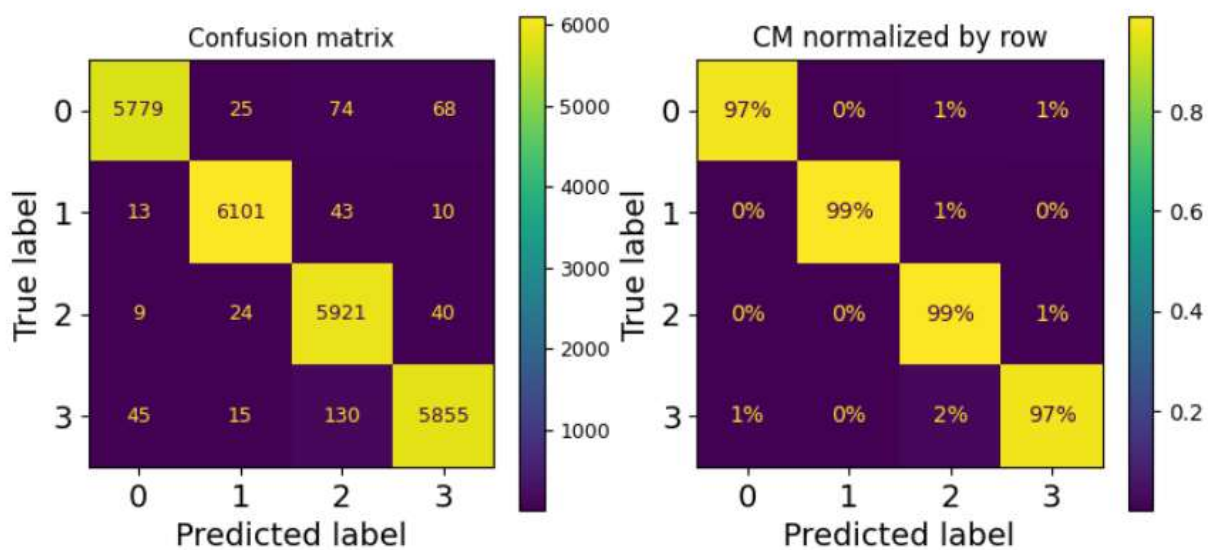 Confusion matrix
True label
0 5779 25 74 68
1 13 6101 43 10
2 9 24 5921 40
3 45 15 130 5855
0 1 2 3
Predicted label
6000
5000
4000
3000
2000
1000
CM normalized by row
True label
0 97% 0% 1% 1%
1 0% 99% 1% 0%
2 0% 0% 99% 1%
3 1% 0% 2% 97%
0 1 2 3
Predicted label
0.8
0.6
0.4
0.2